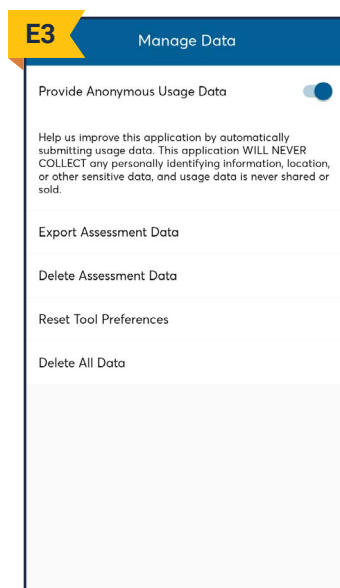 E3
Manage Data
Provide Anonymous Usage Data
Help us improve this application by automatically
submitting usage data. This application WILL NEVER
COLLECT any personally identifying information, location,
or other sensitive data, and usage data is never shared or
sold.
Export Assessment Data
Delete Assessment Data
Reset Tool Preferences
Delete All Data